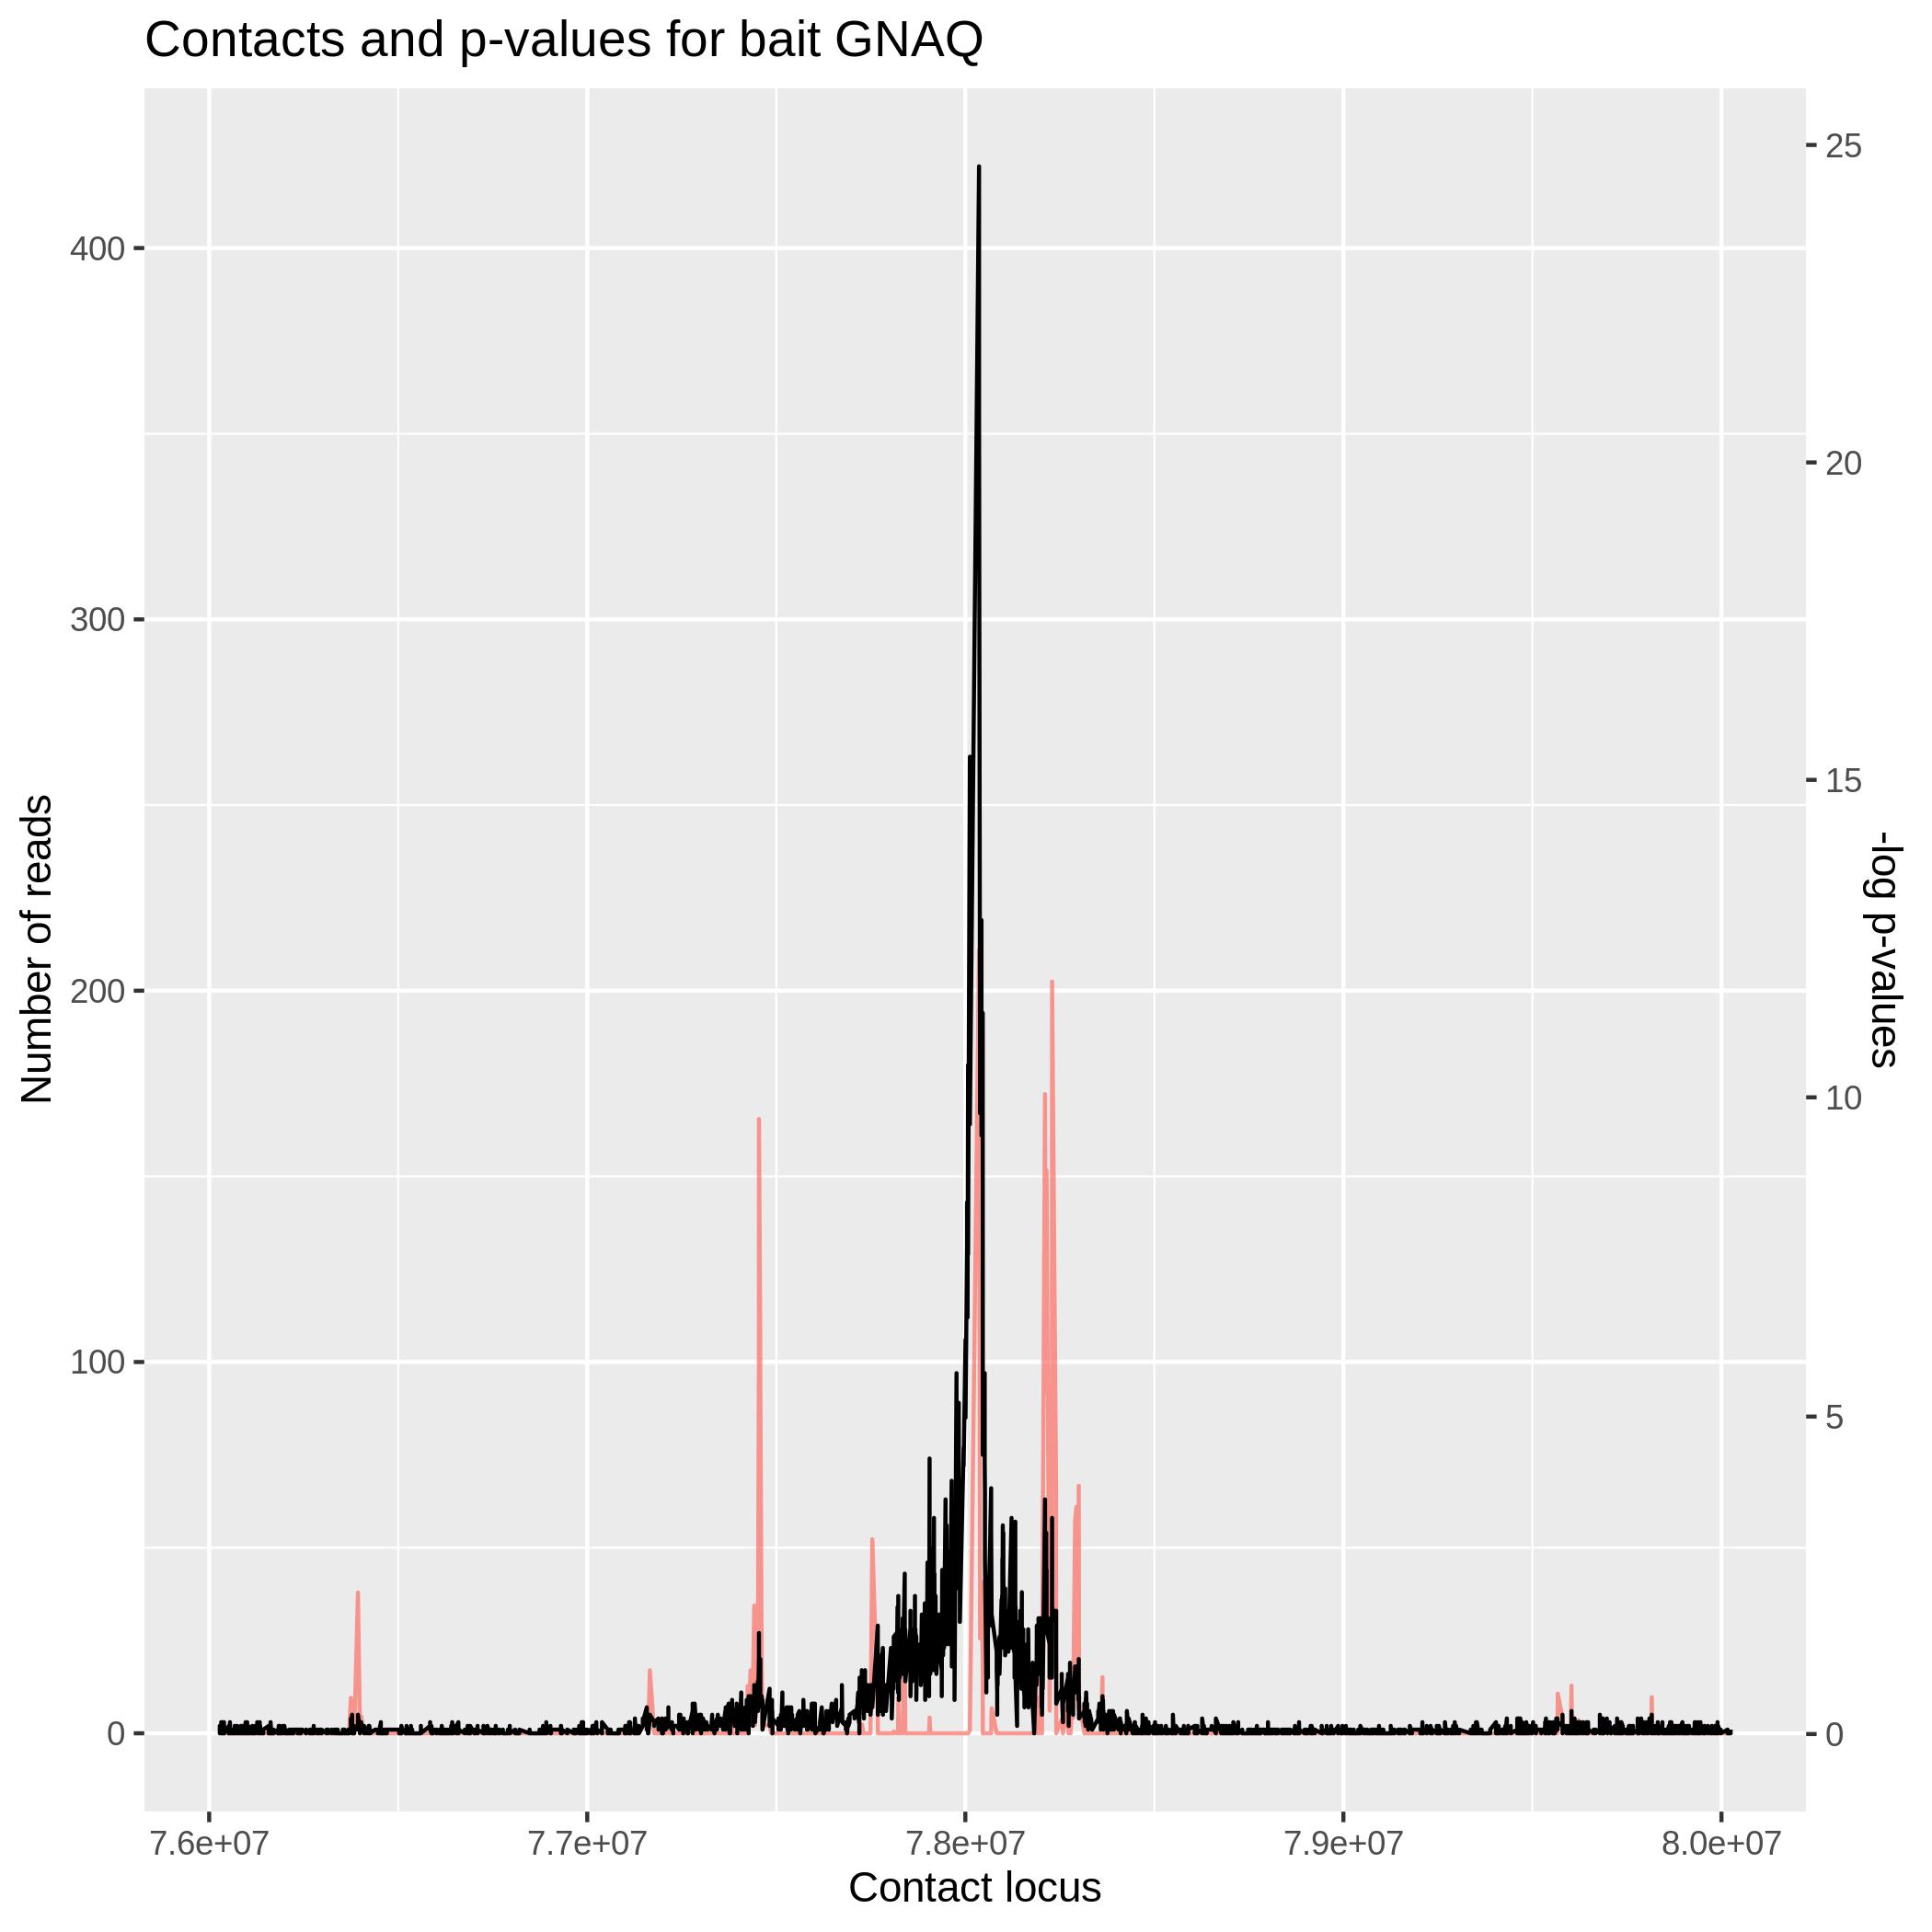 Contacts and p-values for bait GNAQ
25
400
20
300
15
Number of reads
-log p-values
200
10
100
5
0
0
7.6e+07
7.7e+07
7.8e+07
7.9e+07
8.0e+07
Contact locus